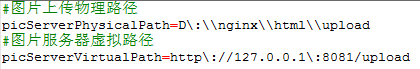 #图片上传物理路径
picServerPhysicalPath=D\:\\nginx\\html\\upload
#图片服务器虚拟路径
picServerVirtualPath=http\://127.0.0.1\:8081/upload